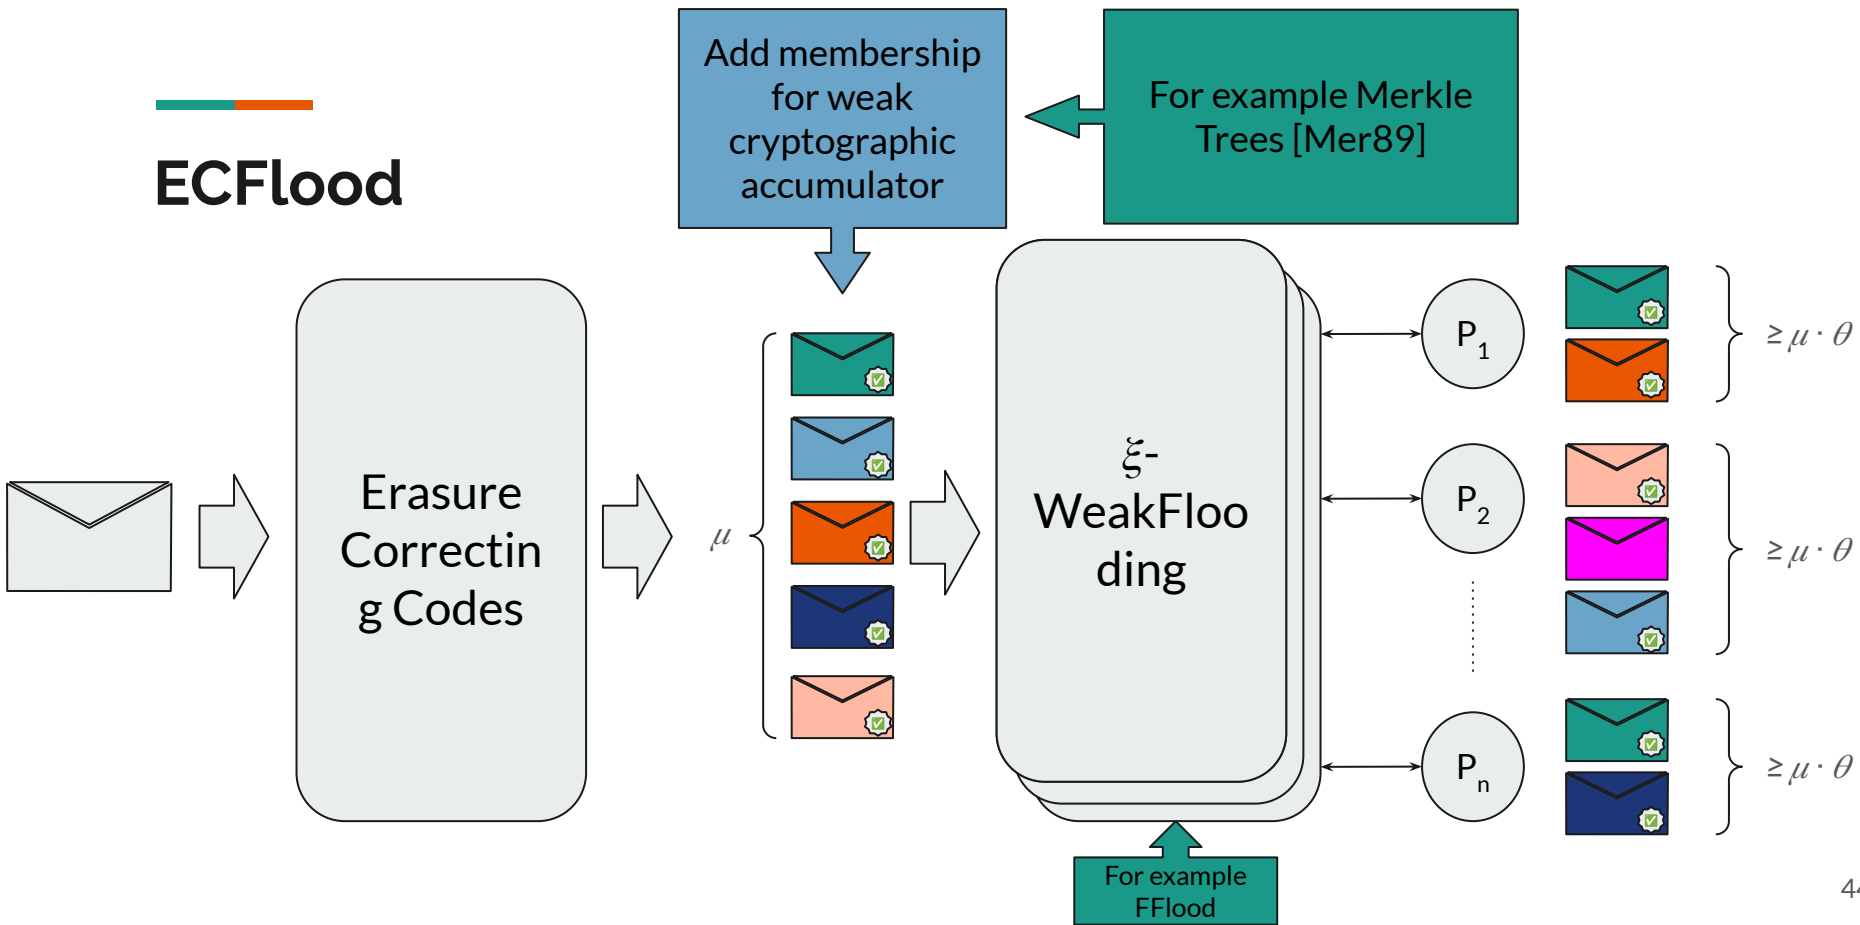 Add membership
for weak
cryptographic
accumulator
For example Merkle
Trees [Mer89]
ECFlood
Erasure
Correctin
g Codes
μ
ξ-
WeakFloo
ding
For example
FFlood
P1
≥ μ · θ
P2
≥ μ · θ
Pn
≥ μ · θ
44